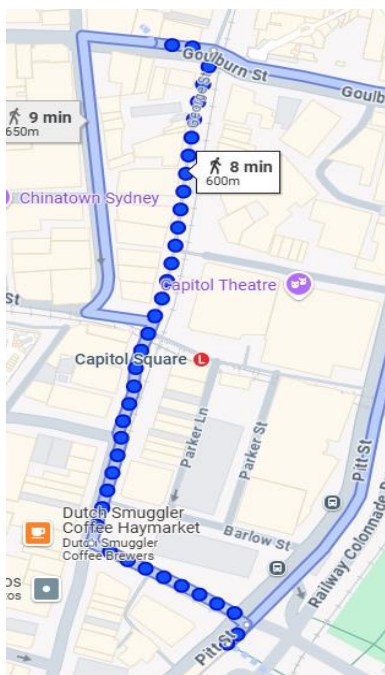 Goulburn St
Goulb
George St
9 min
650m
8 min
600m
Chinatown Sydney
Capitol Theatre
St
Capitol Square
L
Parker Ln
Parker St
Pitt St
Dutch Smuggler
Coffee Haymarket
Dutch Smuggler
Coffee Brewers
Barlow St
Railway Colonnade D
os
tos
Pitt St